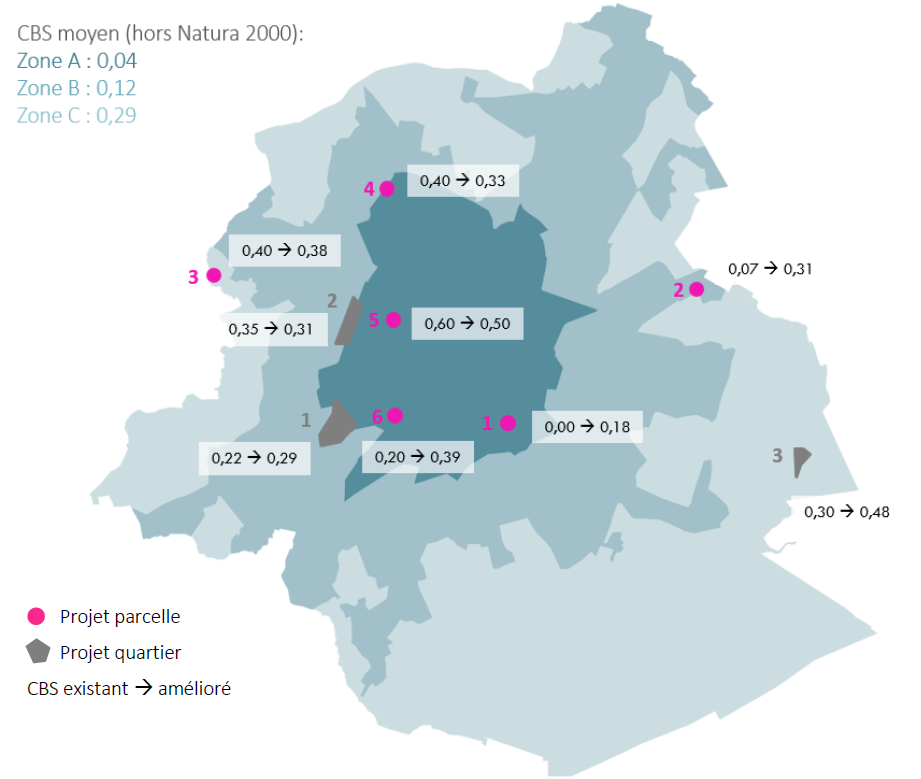 CBS moyen (hors Natura 2000):
Zone A : 0,04
Zone B : 0,12
Zone C : 0,29
4
0,40 → 0,33
0,40 → 0,38
3
0,07 → 0,31
2
2
0,35 → 0,31
5
0,60 → 0,50
1
6
1
0,00 → 0,18
0,22 → 0,29
0,20 → 0,39
3
0,30 → 0,48
Projet parcelle
Projet quartier
CBS existant → amélioré